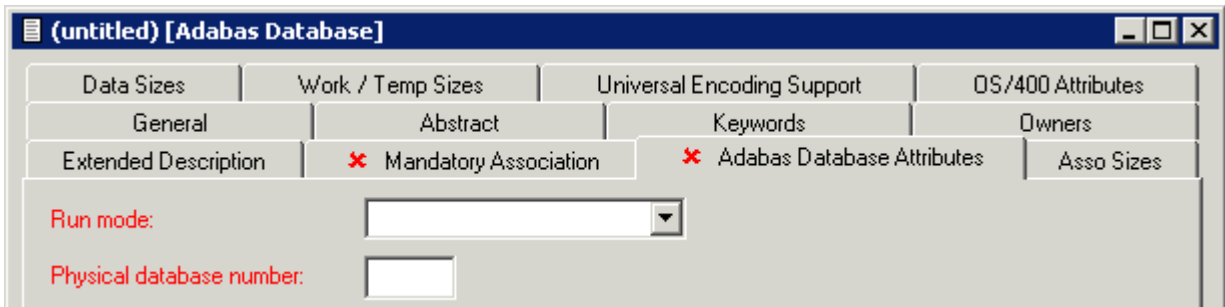 (untitled) [Adabas Database]
Data Sizes Work / Temp Sizes Universal Encoding Support OS/400 Attributes
General Abstract Keywords Owners
Extended Description Mandatory Association Adabas Database Attributes Asso Sizes
Run mode:
Physical database number: